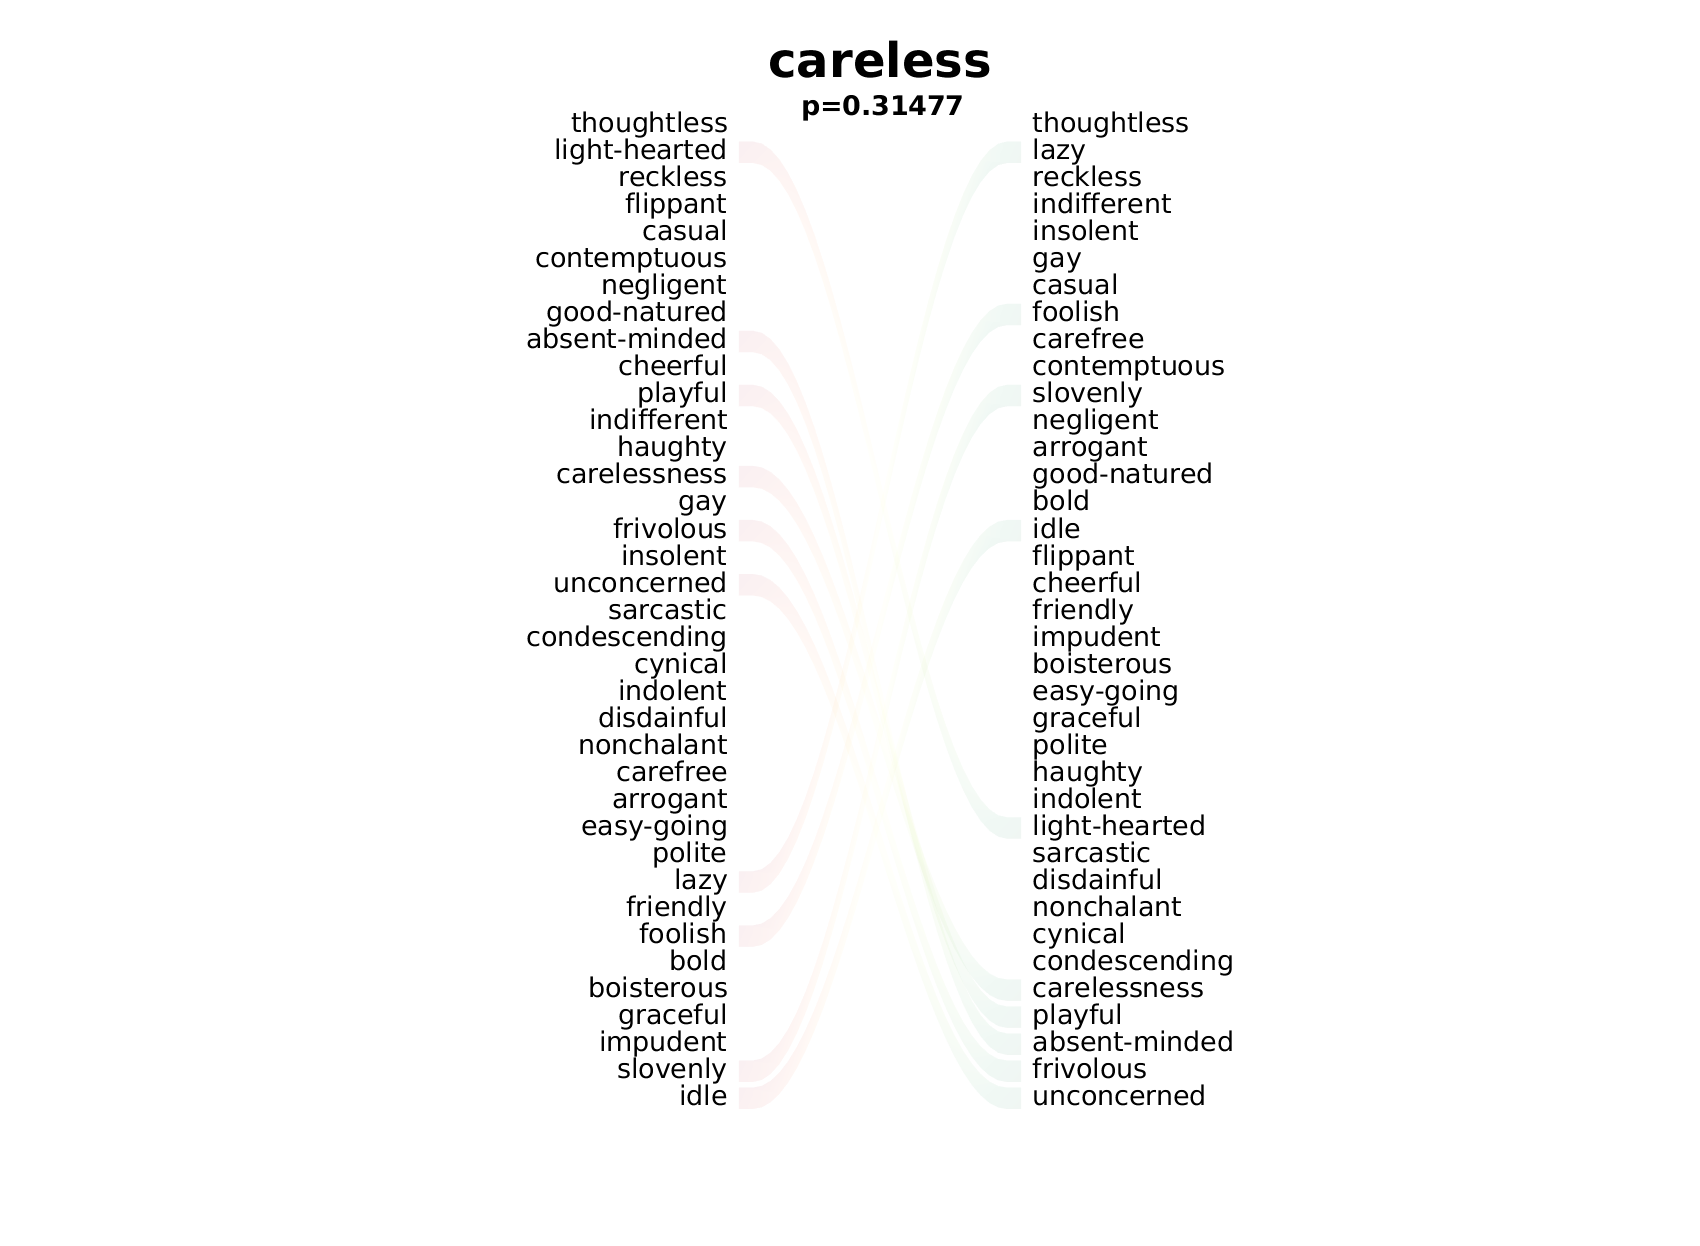 careless
p=0.31477
thoughtless thoughtless
light-hearted lazy
reckless reckless
flippant indifferent
casual insolent
contemptuous gay
negligent casual
good-natured foolish
absent-minded carefree
cheerful contemptuous
playful slovenly
indifferent negligent
haughty arrogant
carelessness good-natured
gay bold
frivolous idle
insolent flippant
unconcerned cheerful
sarcastic friendly
condescending impudent
cynical boisterous
indolent easy-going
disdainful graceful
nonchalant polite
carefree haughty
arrogant indolent
easy-going light-hearted
polite sarcastic
lazy disdainful
friendly nonchalant
foolish cynical
bold condescending
boisterous carelessness
graceful playful
impudent absent-minded
slovenly frivolous
idle unconcerned